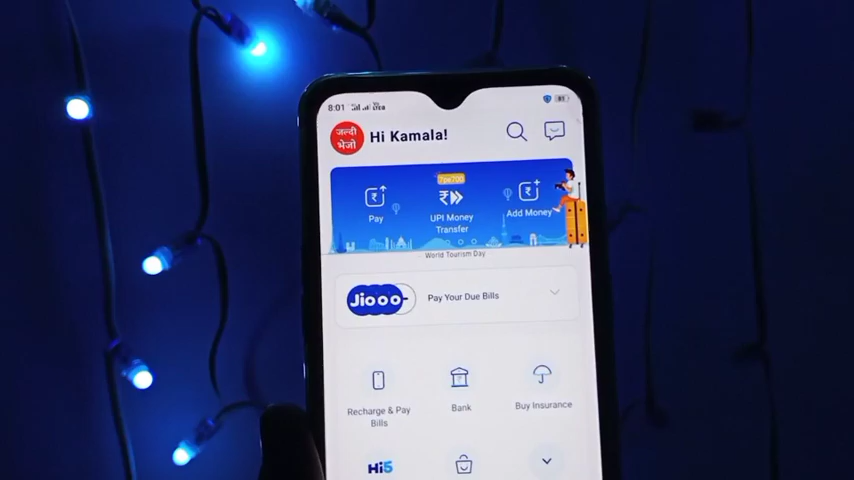 8:01
जल्दी
भेजो
Hi Kamala!
Pay
UPI Money
Transfer
Add Money
World Tourism Day
Jiooo
Pay Your Due Bills
Recharge & Pay
Bills
Bank
Buy Insurance
Hi5